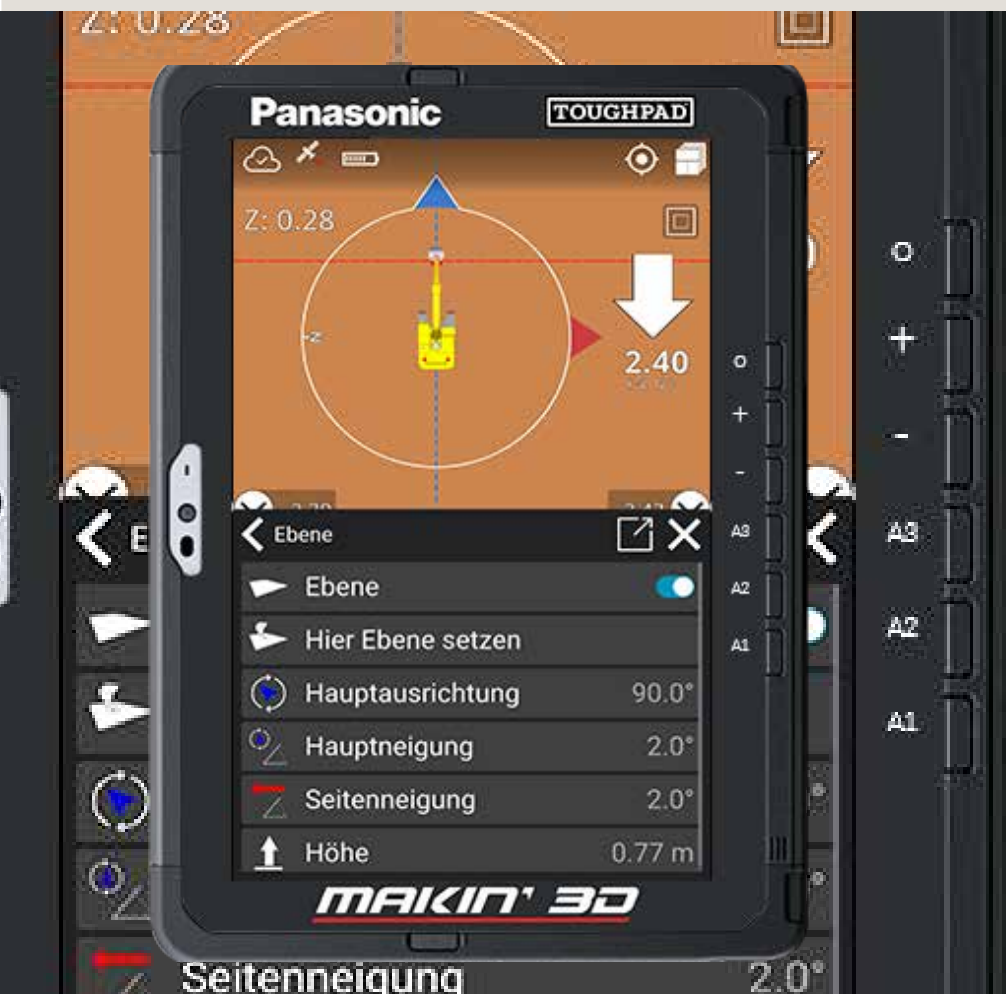 Z: 0.28
Panasonic
TOUGHPAD
Z: 0.28
N
2.40
O
+
-
A3
A2
A1
Ebene
Ebene
Hier Ebene setzen
Hauptausrichtung 90.0°
Hauptneigung 2.0°
Seitenneigung 2.0°
Höhe 0.77 m
MAKIN' 3D
O
+
-
A3
A2
A1
E
Seitenneigung 2.0°